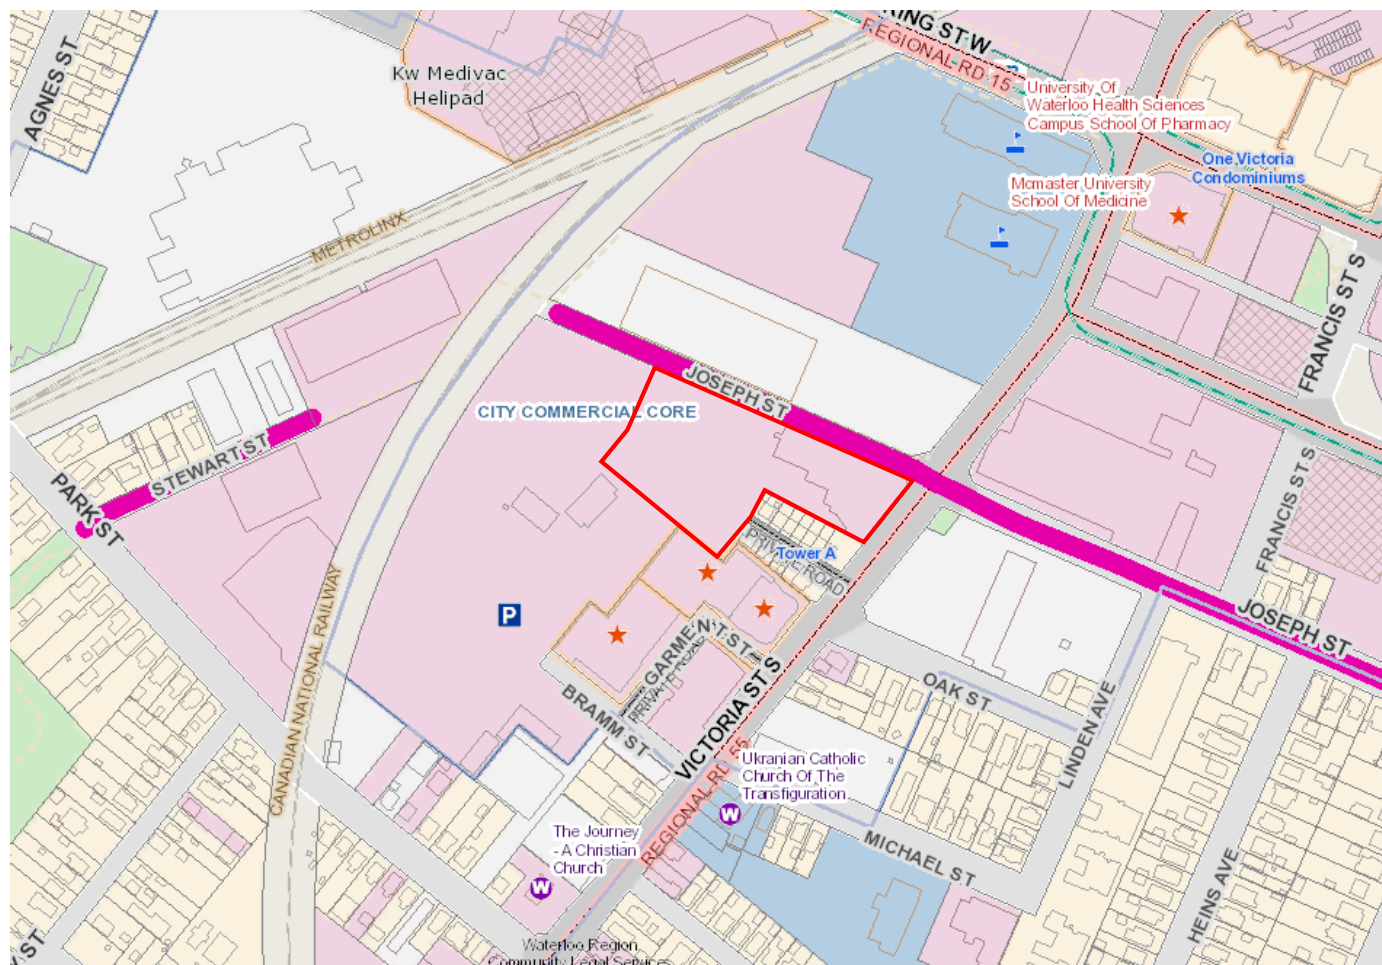 KING ST W
REGIONAL RD 15
AGNES ST
Kw Medivac
Helipad
University Of
Waterloo Health Sciences
Campus School Of Pharmacy
One Victoria
Condominiums
Mcmaster University
School Of Medicine
METROLINX
FRANCIS ST S
JOSEPH ST
CITY COMMERCIAL CORE
STEWART ST
PARK ST
FRANCIS ST S
PRIVATE ROAD
Tower A
P
CANADIAN NATIONAL RAILWAY
GARMENT ST
PRIVATE ROAD
JOSEPH ST
BRAMM ST
VICTORIA ST S
OAK ST
LINDEN AVE
REGIONAL RD 55
Ukranian Catholic
Church Of The
Transfiguration
W
The Journey
- A Christian
Church
W
MICHAEL ST
HEINS AVE
ST
Waterloo Region
Community Legal Services